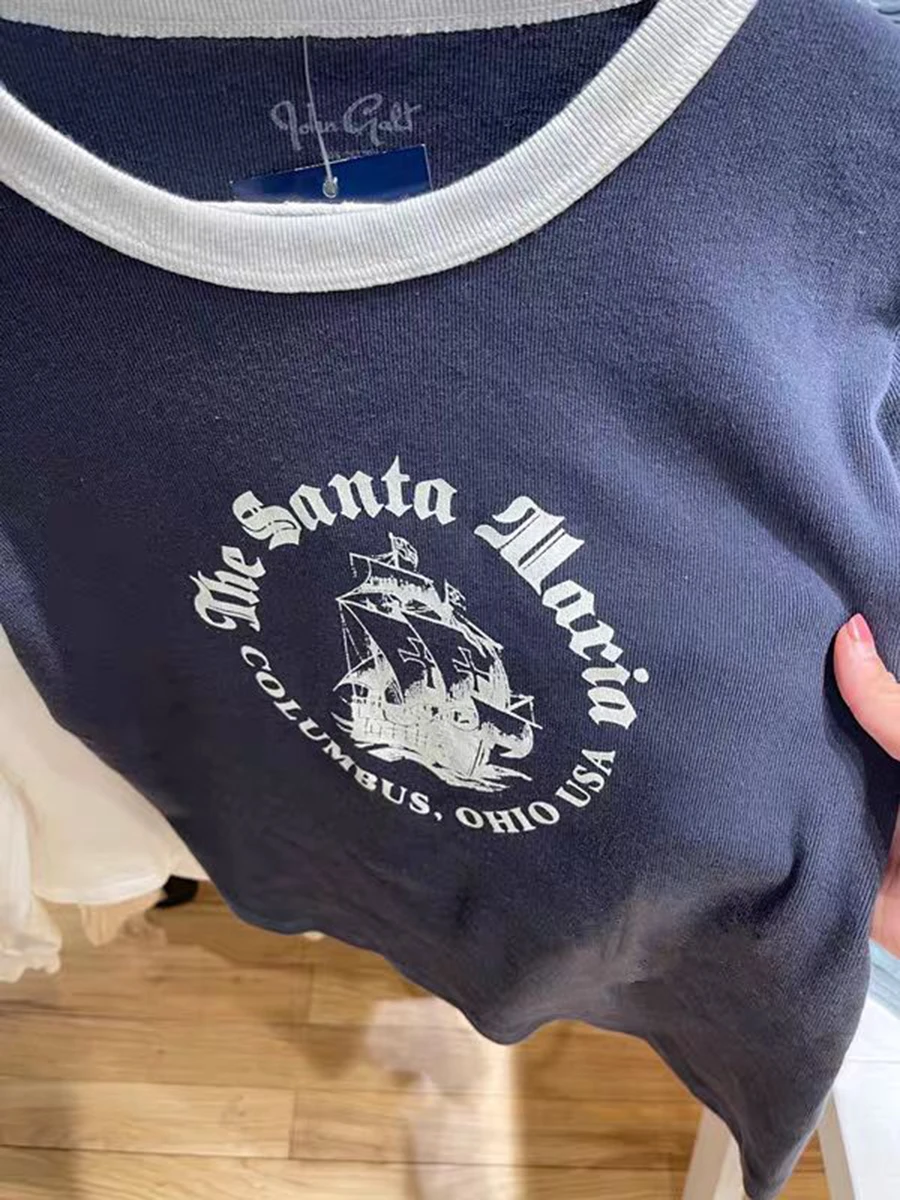 John Galt
The Santa Maria
COLUMBUS, OHIO USA